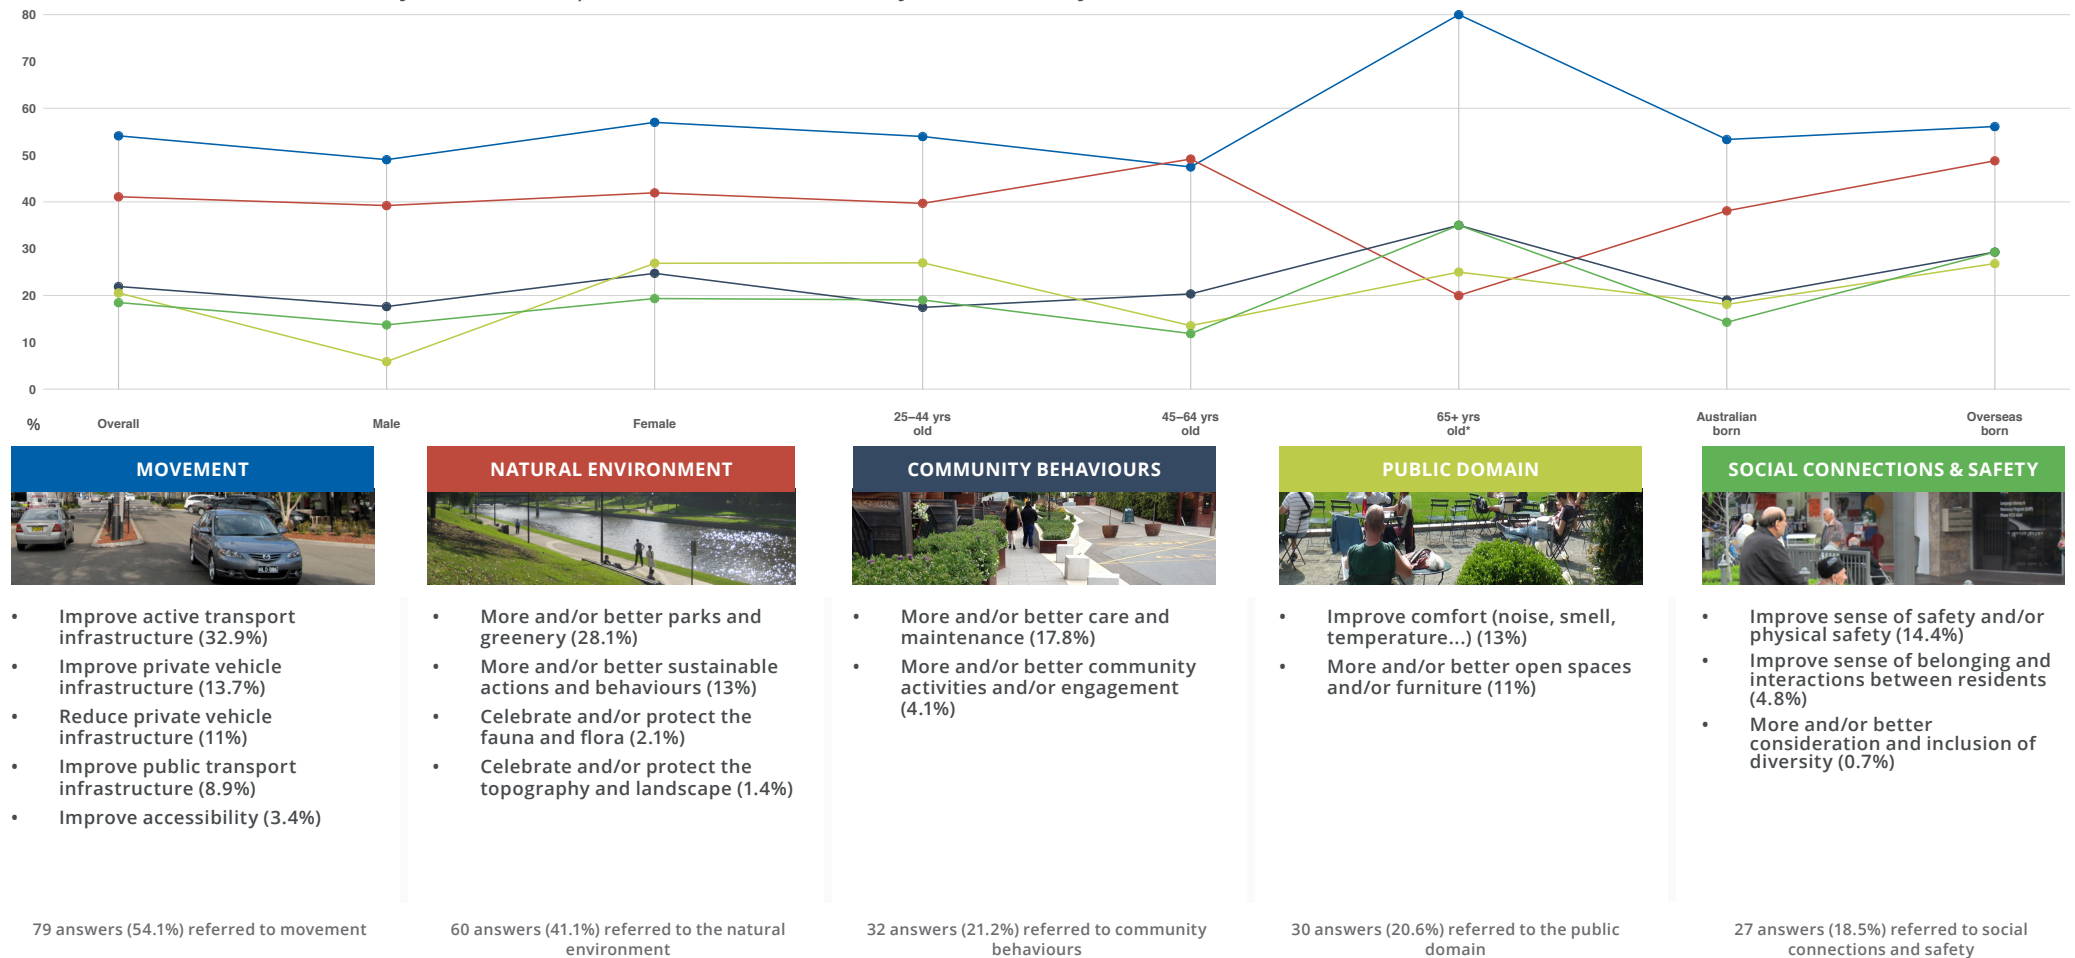 80
70
60
50
40
30
20
10
0
%
Overall
Male
Female
25–44 yrs
old
45–64 yrs
old
65+ yrs
old*
Australian
born
Overseas
born
MOVEMENT
• Improve active transport
infrastructure (32.9%)
• Improve private vehicle
infrastructure (13.7%)
• Reduce private vehicle
infrastructure (11%)
• Improve public transport
infrastructure (8.9%)
• Improve accessibility (3.4%)
79 answers (54.1%) referred to movement
NATURAL ENVIRONMENT
• More and/or better parks and
greenery (28.1%)
• More and/or better sustainable
actions and behaviours (13%)
• Celebrate and/or protect the
fauna and flora (2.1%)
• Celebrate and/or protect the
topography and landscape (1.4%)
60 answers (41.1%) referred to the natural
environment
COMMUNITY BEHAVIOURS
• More and/or better care and
maintenance (17.8%)
• More and/or better community
activities and/or engagement
(4.1%)
32 answers (21.2%) referred to community
behaviours
PUBLIC DOMAIN
• Improve comfort (noise, smell,
temperature...) (13%)
• More and/or better open spaces
and/or furniture (11%)
30 answers (20.6%) referred to the public
domain
SOCIAL CONNECTIONS & SAFETY
• Improve sense of safety and/or
physical safety (14.4%)
• Improve sense of belonging and
interactions between residents
(4.8%)
• More and/or better
consideration and inclusion of
diversity (0.7%)
27 answers (18.5%) referred to social
connections and safety